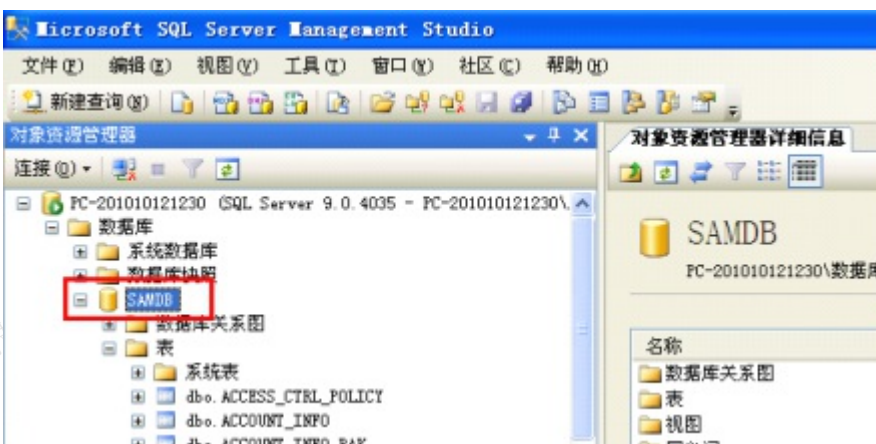 Microsoft SQL Server Management Studio
文件(F) 编辑(E) 视图(V) 工具(T) 窗口(W) 社区(C) 帮助(H)
新建查询(N)
对象资源管理器
连接(O)
PC-201010121230 (SQL Server 9.0.4035 - PC-201010121230\
数据库
系统数据库
数据库快照
SAMDB
数据库关系图
表
系统表
dbo.ACCESS_CTRL_POLICY
dbo.ACCOUNT_INFO
dbo.ACCOUNT_INFO_BAK
对象资源管理器详细信息
SAMDB
PC-201010121230\数据库
名称
数据库关系图
表
视图